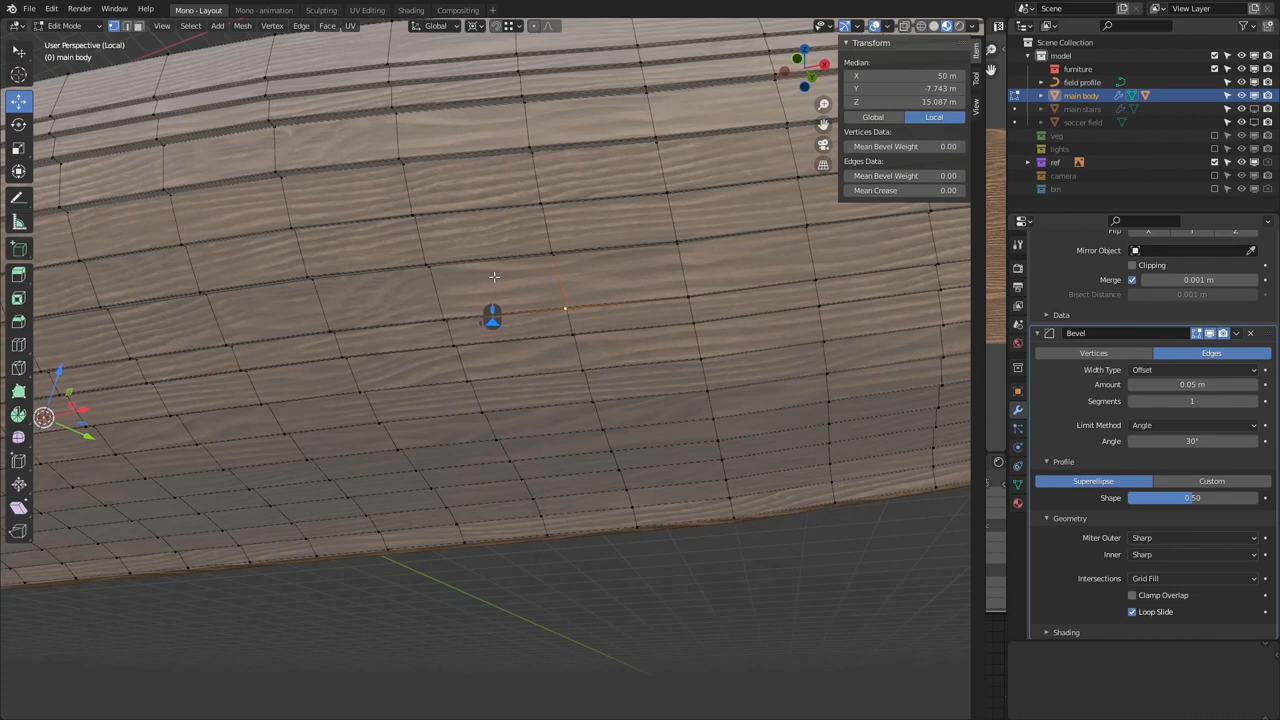 File Edit Render Window Help
Mono - Layout Mono - animation Sculpting UV Editing Shading Compositing
Scene
View Layer
Edit Mode
View Select Add Mesh Vertex Edge Face UV
Global
User Perspective (Local)
(0) main body
Transform
Median:
X 50 m
Y -7.743 m
Z 15.087 m
Global Local
Vertices Data:
Mean Bevel Weight 0.00
Edges Data:
Mean Bevel Weight 0.00
Mean Crease 0.00
Item
Tool
View
Scene Collection
model
furniture
field profile
main body
main stairs
soccer field
veg
lights
ref
camera
bin
Flip X Y Z
Mirror Object
Clipping
Merge 0.001 m
Bisect Distance 0.001 m
Data
Bevel
Vertices Edges
Width Type Offset
Amount 0.05 m
Segments 1
Limit Method Angle
Angle 30°
Profile
Superellipse Custom
Shape 0.50
Geometry
Miter Outer Sharp
Inner Sharp
Intersections Grid Fill
Clamp Overlap
Loop Slide
Shading